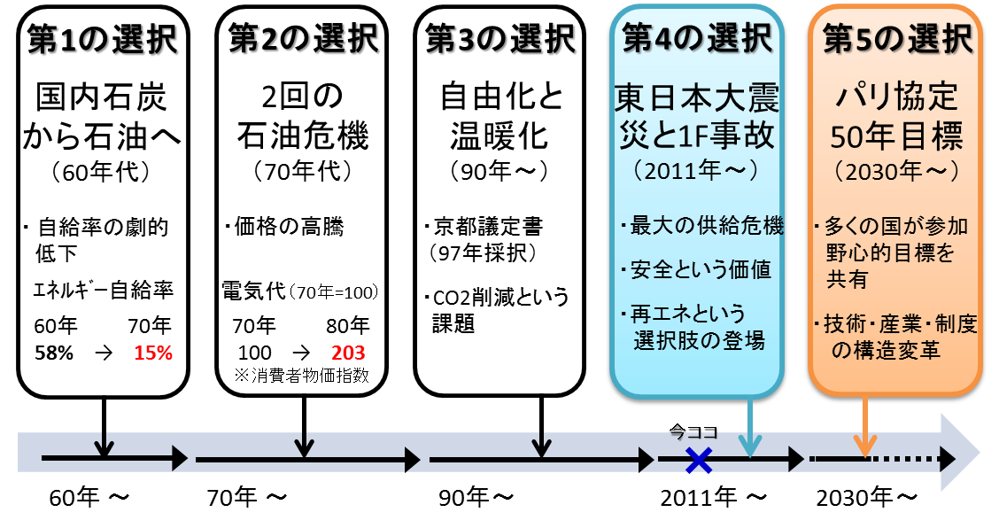 第1の選択
国内石炭
から石油へ
（60年代）
・ 自給率の劇的
低下
ｴﾈﾙｷﾞｰ自給率
60年 70年
58% → 15%
第2の選択
2回の
石油危機
（70年代）
・価格の高騰
電気代（70年=100）
70年 80年
100 → 203
※消費者物価指数
第3の選択
自由化と
温暖化
（90年～）
・京都議定書
（97年採択）
・CO2削減という
課題
第4の選択
東日本大震
災と1F事故
（2011年～）
・最大の供給危機
・安全という価値
・再エネという
選択肢の登場
第5の選択
パリ協定
50年目標
（2030年～）
・多くの国が参加
野心的目標を
共有
・技術・産業・制度
の構造変革
今ココ
60年 ～
70年 ～
90年 ～
2011年 ～
2030年～